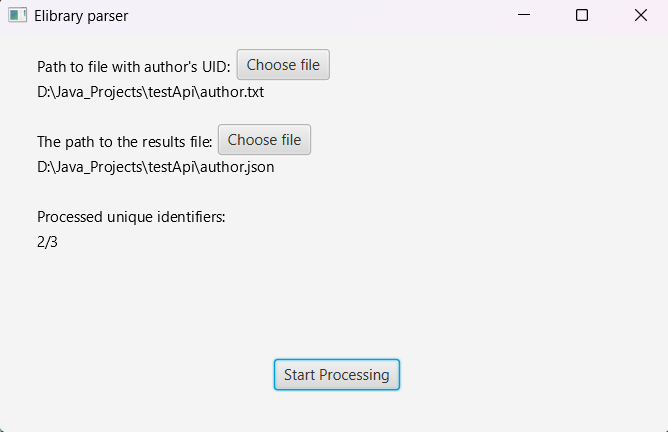 Elibrary parser
Path to file with author's UID: Choose file
D:\Java_Projects\testApi\author.txt
The path to the results file: Choose file
D:\Java_Projects\testApi\author.json
Processed unique identifiers:
2/3
Start Processing